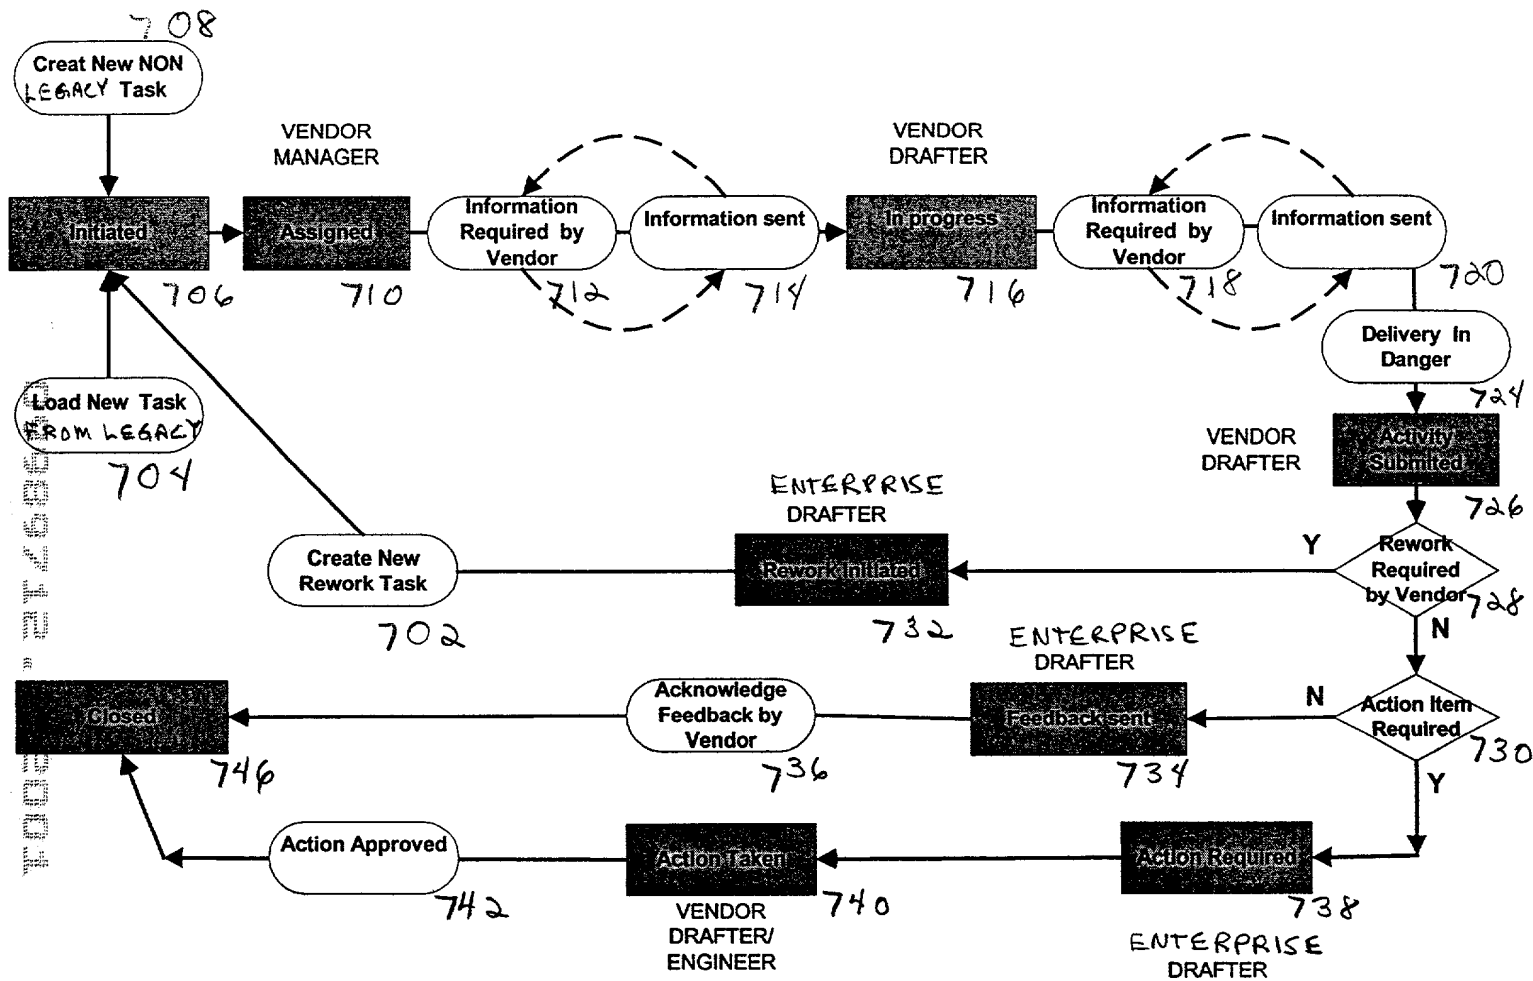 708
Creat New NON
LEGACY Task
VENDOR
MANAGER
VENDOR
DRAFTER
Initiated
706
Assigned
710
Information
Required by
Vendor
712
Information sent
714
In progress
716
Information
Required by
Vendor
718
Information sent
720
Delivery In
Danger
724
Load New Task
FROM LEGACY
704
VENDOR
DRAFTER
Activity
Submited
726
ENTERPRISE
DRAFTER
Create New
Rework Task
702
Rework Initiated
732
Y
Rework
Required
by Vendor
728
N
ENTERPRISE
DRAFTER
Closed
746
Acknowledge
Feedback by
Vendor
736
Feedback sent
734
N
Action Item
Required
730
Y
Action Approved
742
Action Taken
740
VENDOR
DRAFTER/
ENGINEER
Action Required
738
ENTERPRISE
DRAFTER